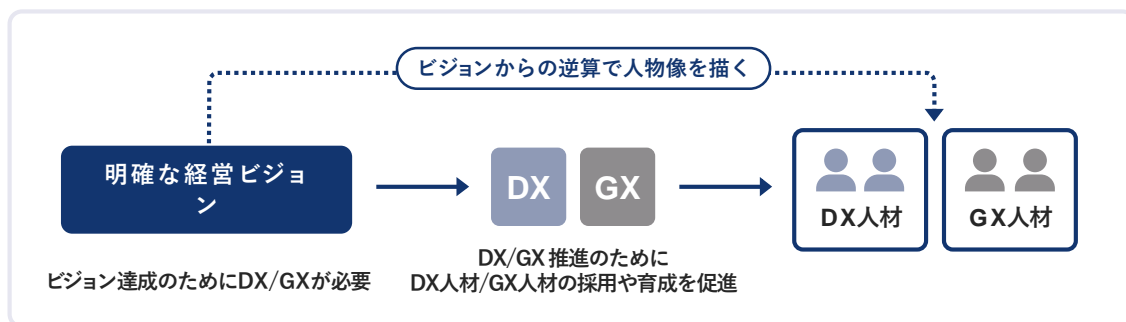 ビジョンからの逆算で人物像を描く
明確な経営ビジョ
ン
DX
GX
DX人材
GX人材
ビジョン達成のためにDX/GXが必要
DX/GX推進のために
DX人材/GX人材の採用や育成を促進